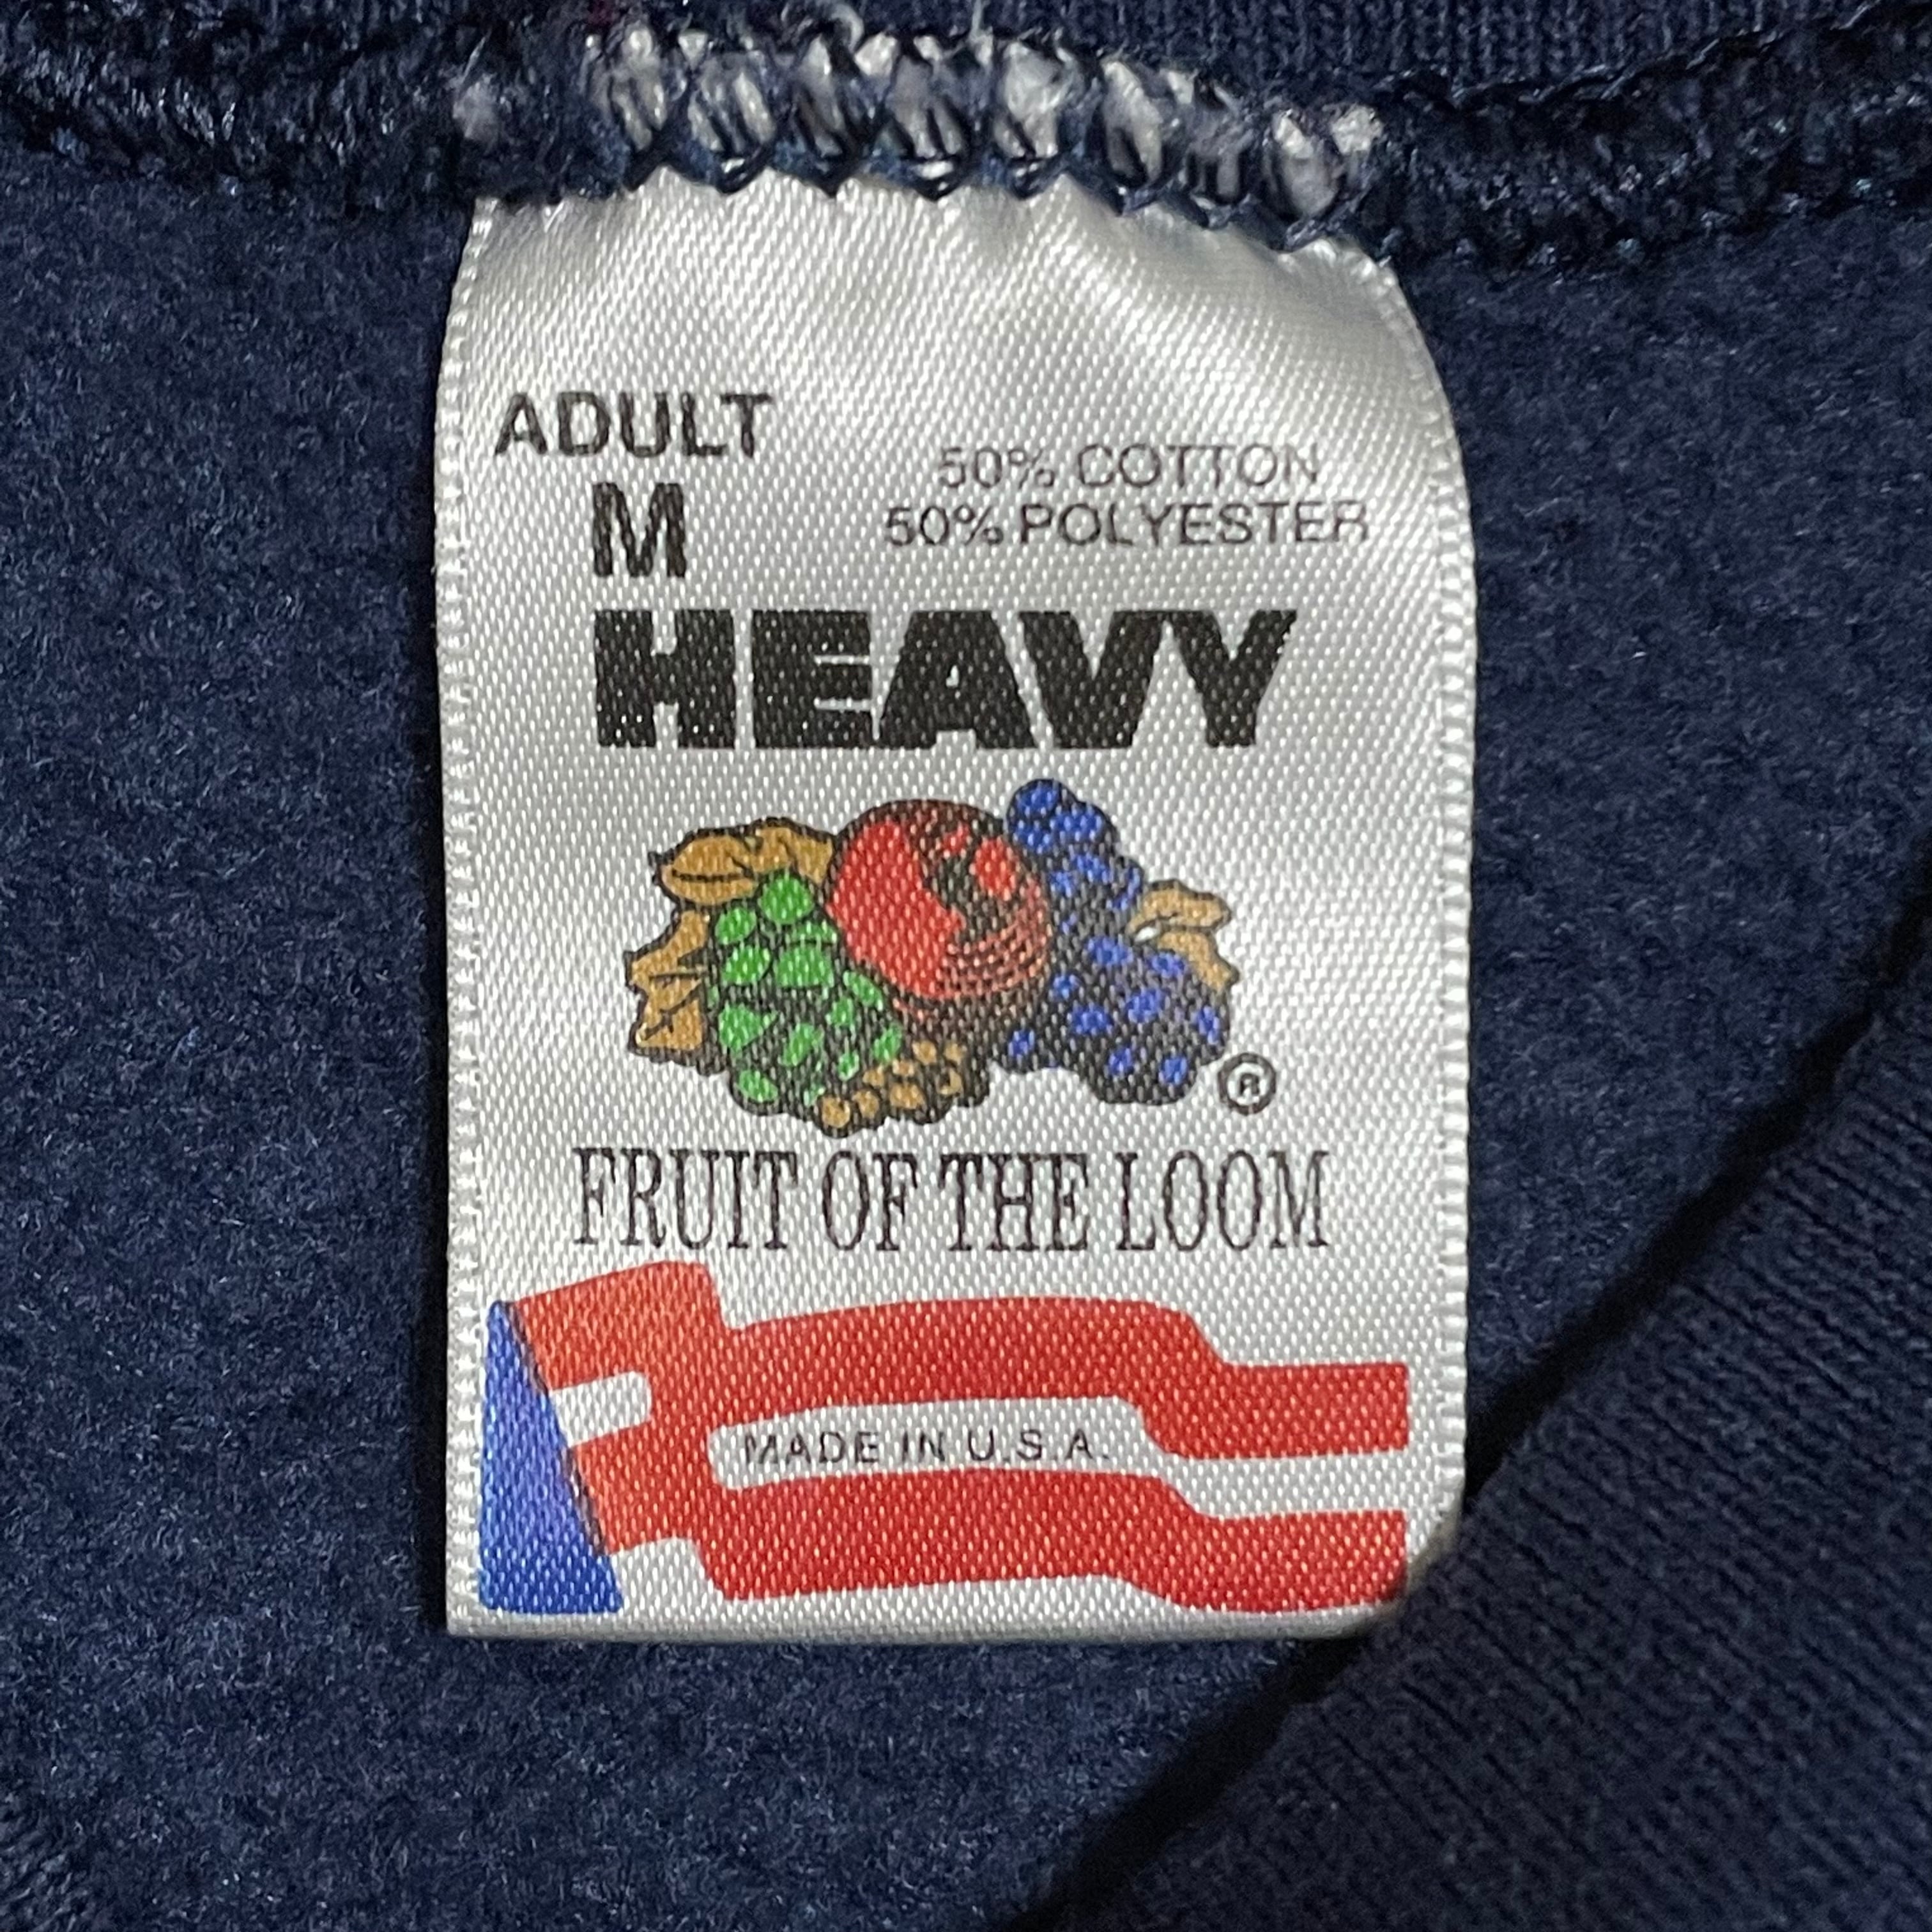 ADULT
M
50% COTTON
50% POLYESTER
HEAVY
®
FRUIT OF THE LOOM
MADE IN U.S.A.